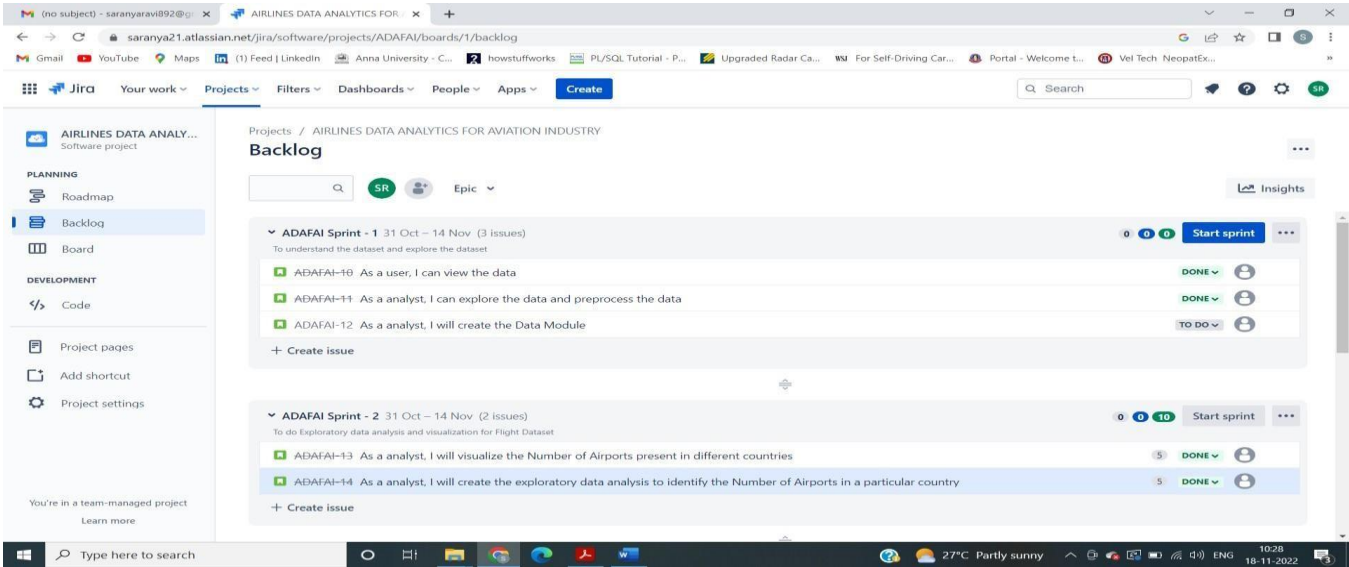 (no subject) - saranyaravi892@g
AIRLINES DATA ANALYTICS FOR
saranya21.atlassian.net/jira/software/projects/ADAFAI/boards/1/backlog
Gmail YouTube Maps (1) Feed | LinkedIn Anna University - C... howstuffworks PL/SQL Tutorial - P... Upgraded Radar Ca... WSJ For Self-Driving Car... Portal - Welcome t... Vel Tech NeopatEx... »
Jira Your work Projects Filters Dashboards People Apps Create Search SR
AIRLINES DATA ANALY...
Software project
PLANNING
Roadmap
Backlog
Board
DEVELOPMENT
Code
Project pages
Add shortcut
Project settings
You're in a team-managed project
Learn more
Projects / AIRLINES DATA ANALYTICS FOR AVIATION INDUSTRY
Backlog
SR Epic Insights
ADAFAI Sprint - 1 31 Oct – 14 Nov (3 issues) 0 0 0 Start sprint
To understand the dataset and explore the dataset
ADAFAI-10 As a user, I can view the data DONE
ADAFAI-11 As a analyst, I can explore the data and preprocess the data DONE
ADAFAI-12 As a analyst, I will create the Data Module TO DO
+ Create issue
ADAFAI Sprint - 2 31 Oct – 14 Nov (2 issues) 0 0 10 Start sprint
To do Exploratory data analysis and visualization for Flight Dataset
ADAFAI-13 As a analyst, I will visualize the Number of Airports present in different countries 5 DONE
ADAFAI-14 As a analyst, I will create the exploratory data analysis to identify the Number of Airports in a particular country 5 DONE
+ Create issue
Type here to search 27°C Partly sunny ENG 10:28
18-11-2022